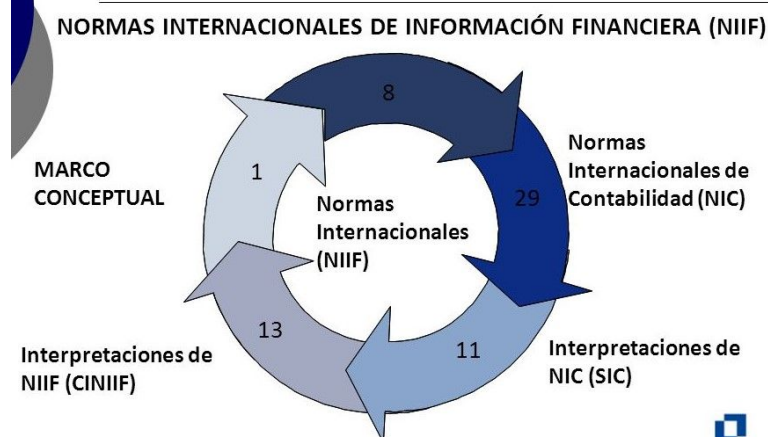 NORMAS INTERNACIONALES DE INFORMACIÓN FINANCIERA (NIIF)
8
Normas
Internacionales de
Contabilidad (NIC)
29
MARCO
CONCEPTUAL
1
Normas
Internacionales
(NIIF)
13
11
Interpretaciones de
NIIF (CINIIF)
Interpretaciones de
NIC (SIC)